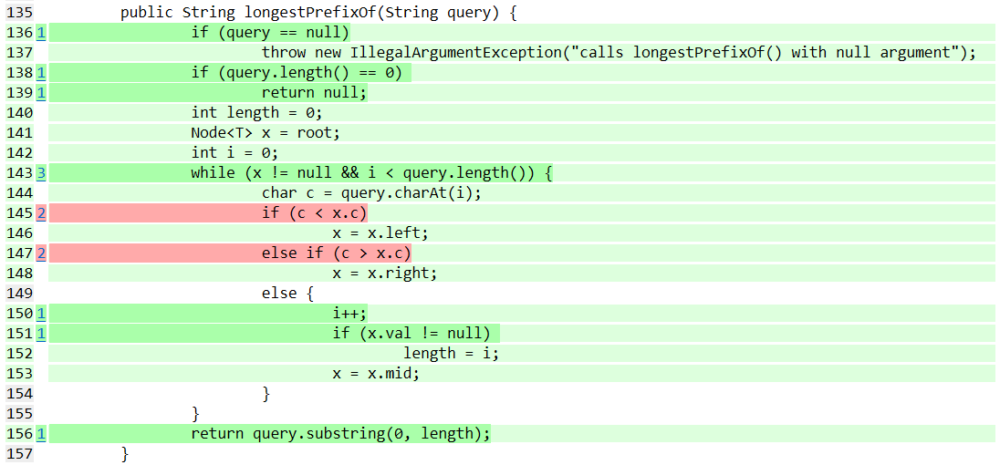 135 public String longestPrefixOf(String query) {
136 1 if (query == null)
137 throw new IllegalArgumentException("calls longestPrefixOf() with null argument");
138 1 if (query.length() == 0)
139 1 return null;
140 int length = 0;
141 Node<T> x = root;
142 int i = 0;
143 3 while (x != null && i < query.length()) {
144 char c = query.charAt(i);
145 2 if (c < x.c)
146 x = x.left;
147 2 else if (c > x.c)
148 x = x.right;
149 else {
150 1 i++;
151 1 if (x.val != null)
152 length = i;
153 x = x.mid;
154 }
155 }
156 1 return query.substring(0, length);
157 }